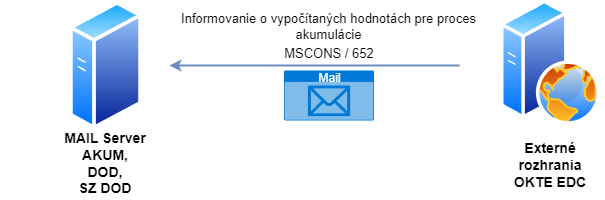 Informovanie o vypočítaných hodnotách pre proces
akumulácie
MSCONS / 652
Mail
MAIL Server
AKUM,
DOD,
SZ DOD
Externé
rozhrania
OKTE EDC